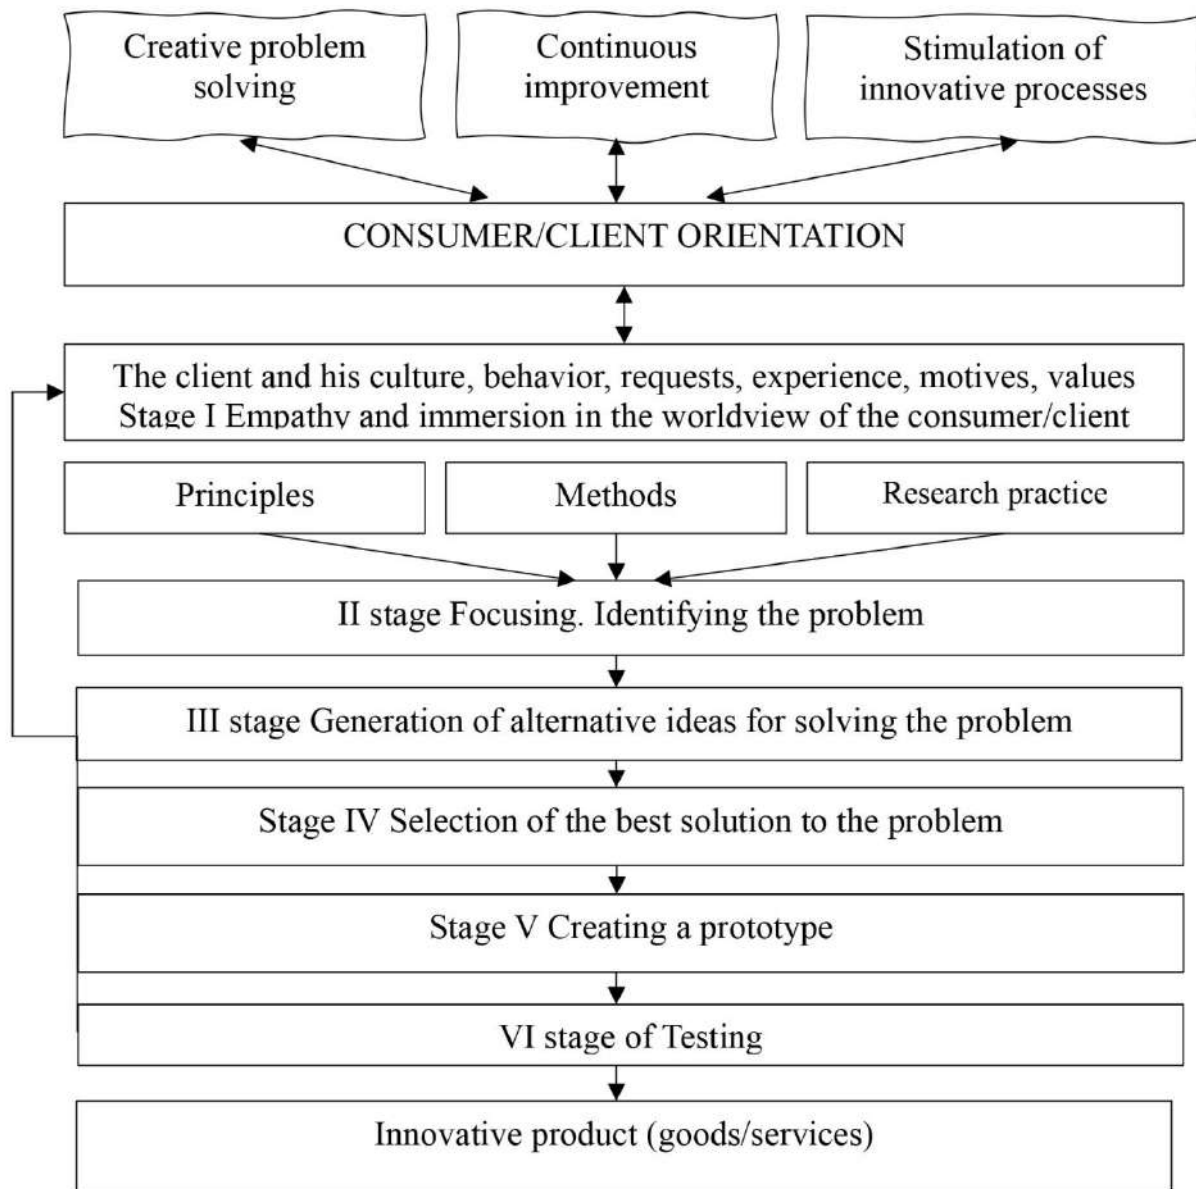 Creative problem
solving
Continuous
improvement
Stimulation of
innovative processes
CONSUMER/CLIENT ORIENTATION
The client and his culture, behavior, requests, experience, motives, values
Stage I Empathy and immersion in the worldview of the consumer/client
Principles
Methods
Research practice
II stage Focusing. Identifying the problem
III stage Generation of alternative ideas for solving the problem
Stage IV Selection of the best solution to the problem
Stage V Creating a prototype
VI stage of Testing
Innovative product (goods/services)